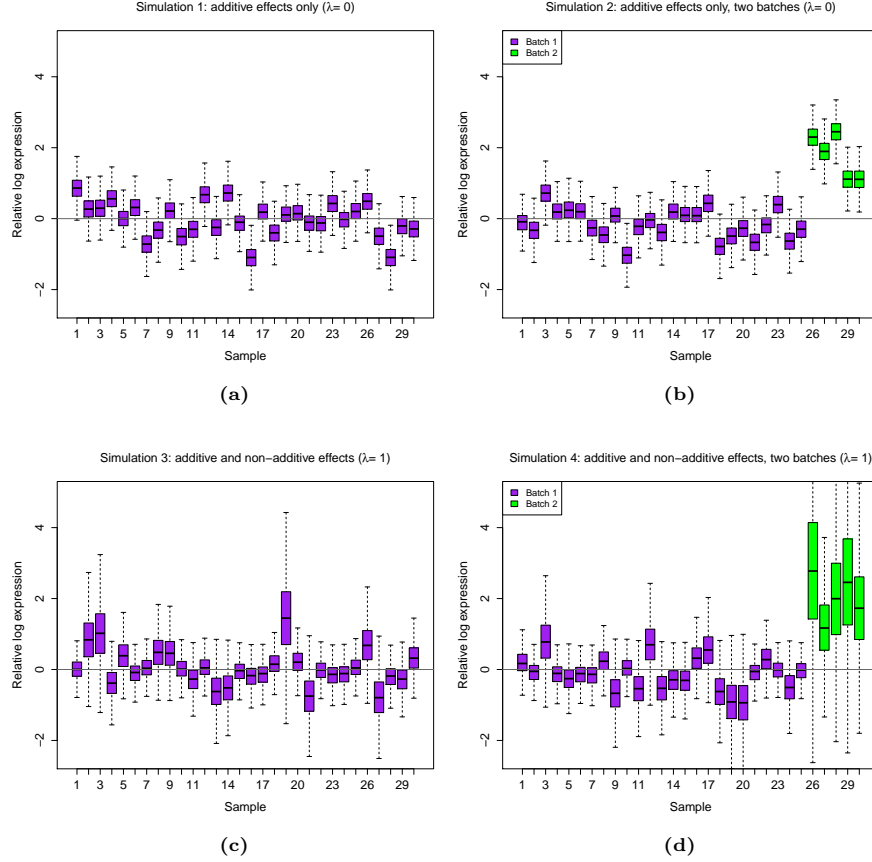 Simulation 1: additive effects only (λ= 0)
Relative log expression
4
2
0
−2
1 3 5 7 9 11 14 17 20 23 26 29
Sample
(a)
Simulation 2: additive effects only, two batches (λ= 0)
Batch 1
Batch 2
Relative log expression
4
2
0
−2
1 3 5 7 9 11 14 17 20 23 26 29
Sample
(b)
Simulation 3: additive and non−additive effects (λ= 1)
Relative log expression
4
2
0
−2
1 3 5 7 9 11 14 17 20 23 26 29
Sample
(c)
Simulation 4: additive and non−additive effects, two batches (λ= 1)
Batch 1
Batch 2
Relative log expression
4
2
0
−2
1 3 5 7 9 11 14 17 20 23 26 29
Sample
(d)